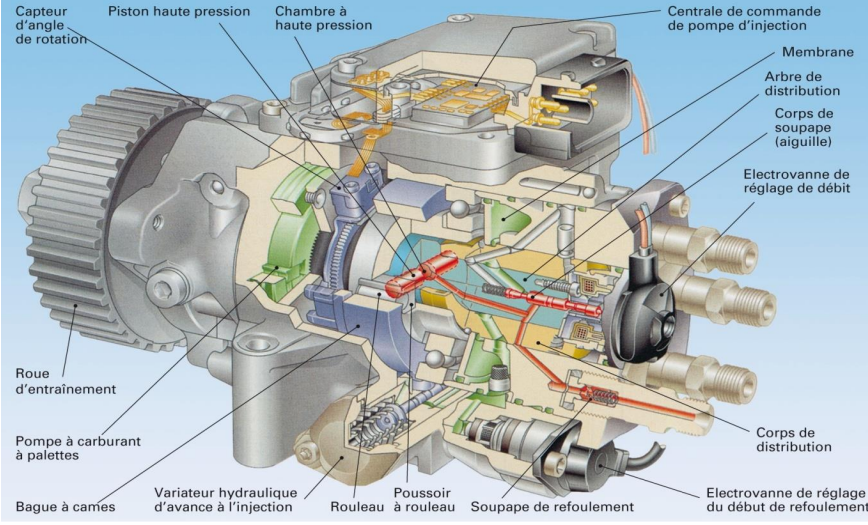 Capteur
d'angle
de rotation
Piston haute pression
Chambre à
haute pression
Centrale de commande
de pompe d'injection
Membrane
Arbre de
distribution
Corps de
soupape
(aiguille)
Electrovanne de
réglage de débit
Roue
d'entraînement
Pompe à carburant
à palettes
Bague à cames
Variateur hydraulique
d'avance à l'injection
Rouleau
Poussoir
à rouleau
Soupape de refoulement
Corps de
distribution
Electrovanne de réglage
du début de refoulement